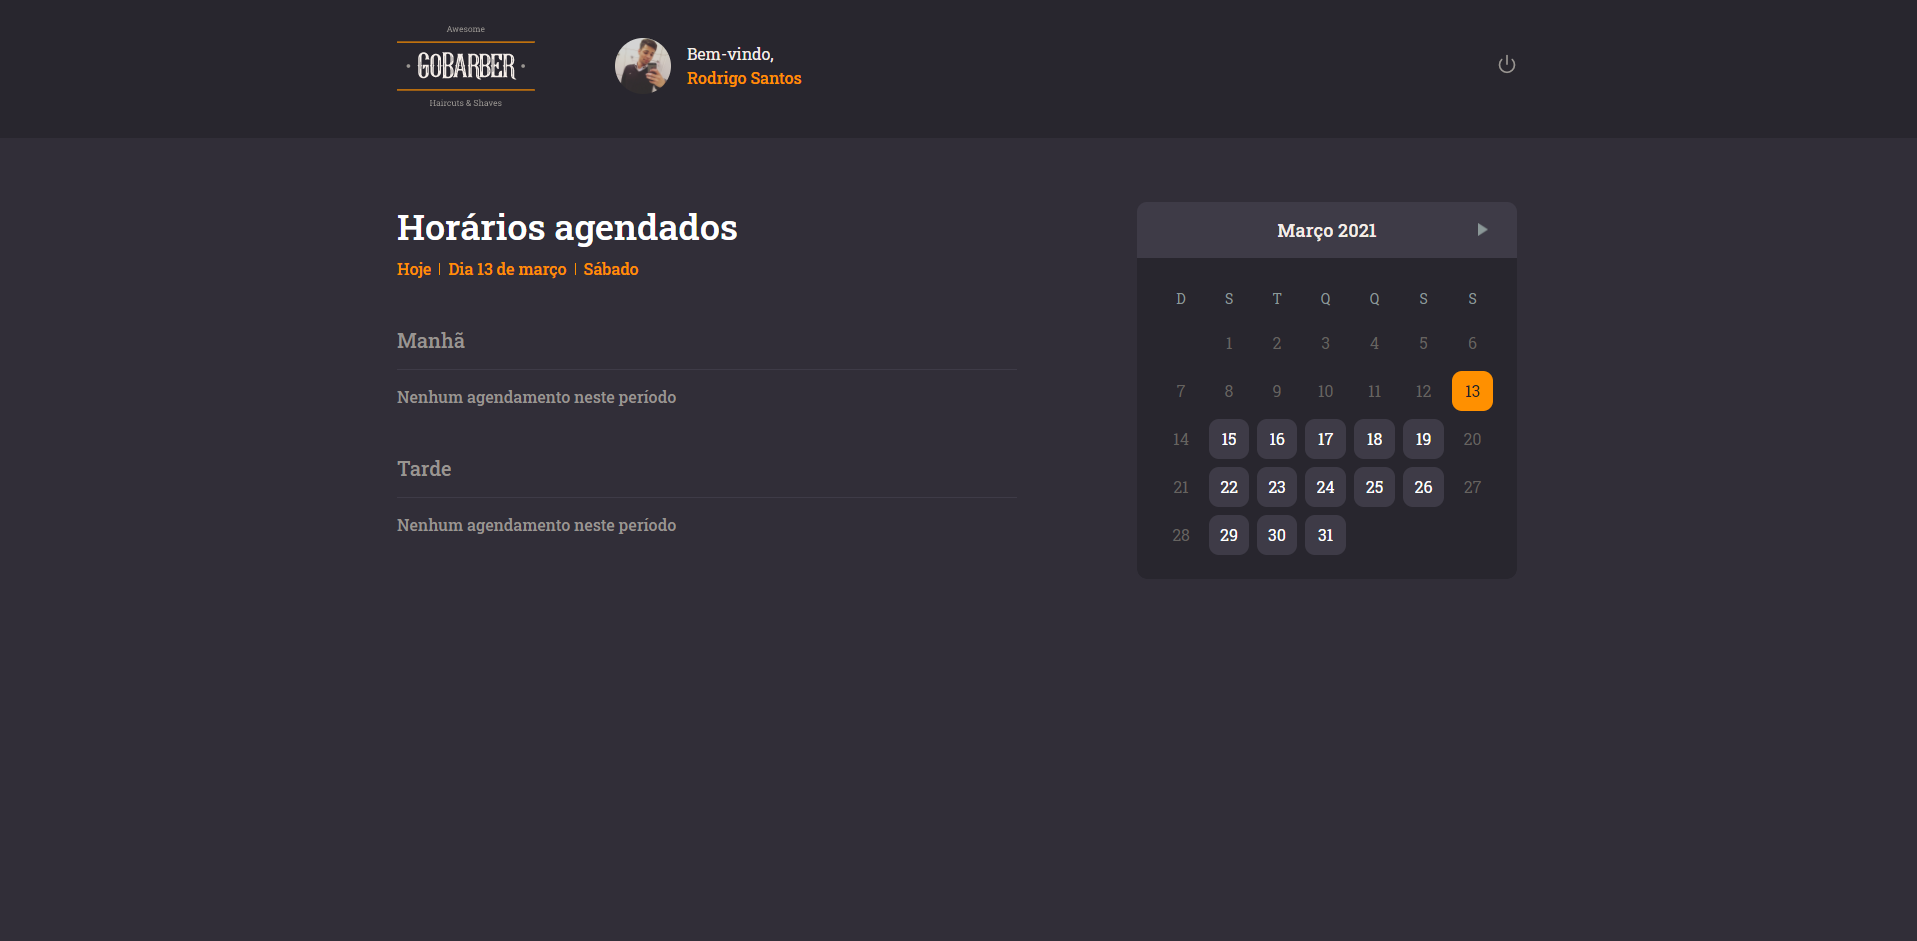 Awesome
GOBARBER
Haircuts & Shaves
Bem-vindo,
Rodrigo Santos
Horários agendados
Hoje | Dia 13 de março | Sábado
Manhã
Nenhum agendamento neste período
Tarde
Nenhum agendamento neste período
Março 2021
D S T Q Q S S
1 2 3 4 5 6
7 8 9 10 11 12 13
14 15 16 17 18 19 20
21 22 23 24 25 26 27
28 29 30 31